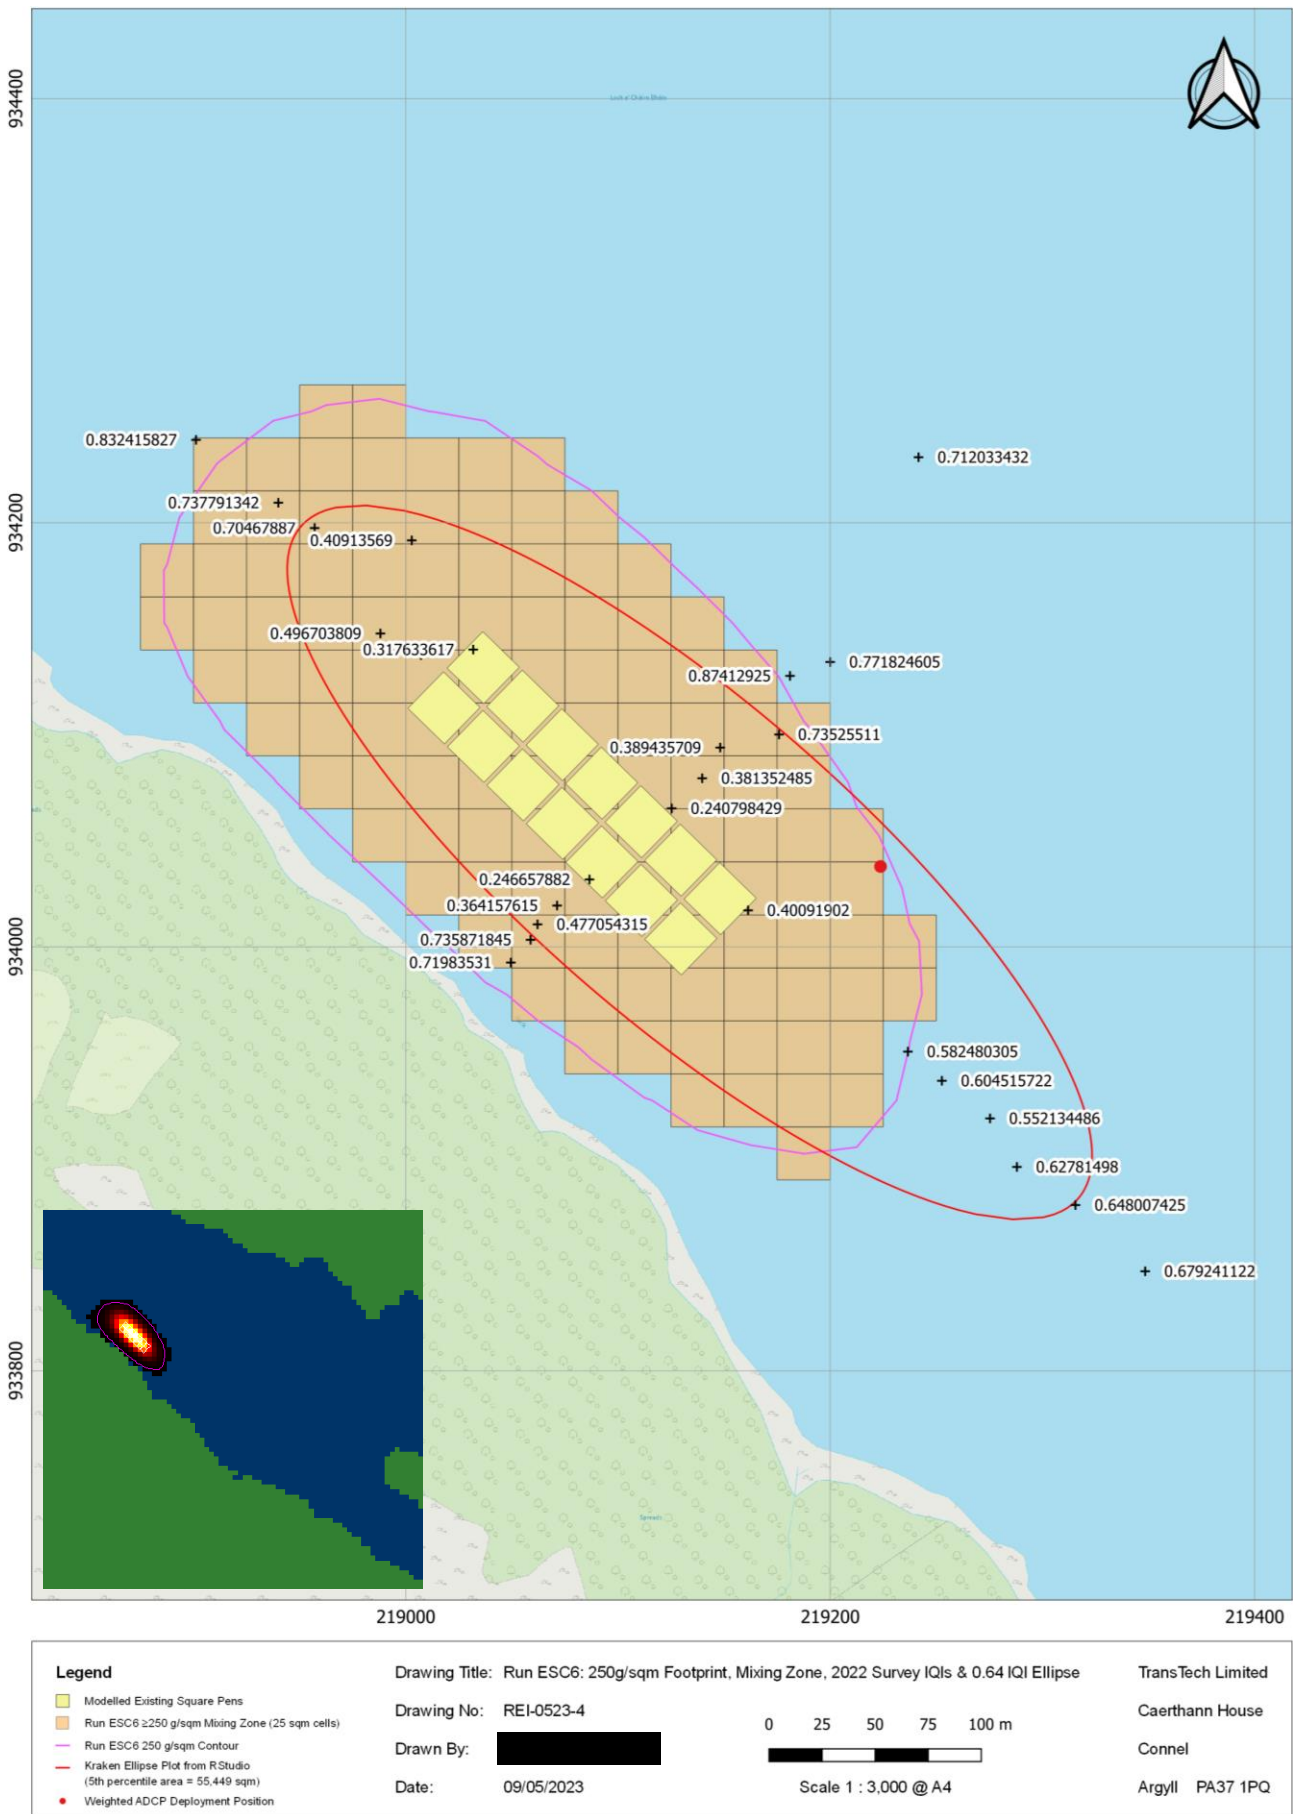 934400
Loch a' Chàirn Bhàin
0.832415827
0.712033432
0.737791342
934200
0.70467887
0.40913569
0.496703809
0.317633617
0.771824605
0.87412925
0.73525511
0.389435709
0.381352485
0.240798429
0.246657882
0.364157615
0.40091902
0.477054315
934000
0.735871845
0.71983531
0.582480305
0.604515722
0.552134486
0.62781498
0.648007425
0.679241122
933800
219000
219200
219400
Legend
Modelled Existing Square Pens
Run ESC6 ≥250 g/sqm Mixing Zone (25 sqm cells)
Run ESC6 250 g/sqm Contour
Kraken Ellipse Plot from RStudio
(5th percentile area = 55,449 sqm)
Weighted ADCP Deployment Position
Drawing Title: Run ESC6: 250g/sqm Footprint, Mixing Zone, 2022 Survey IQIs & 0.64 IQI Ellipse
Drawing No: REI-0523-4
Drawn By:
Date: 09/05/2023
0 25 50 75 100 m
Scale 1 : 3,000 @ A4
TransTech Limited
Caerthann House
Connel
Argyll PA37 1PQ